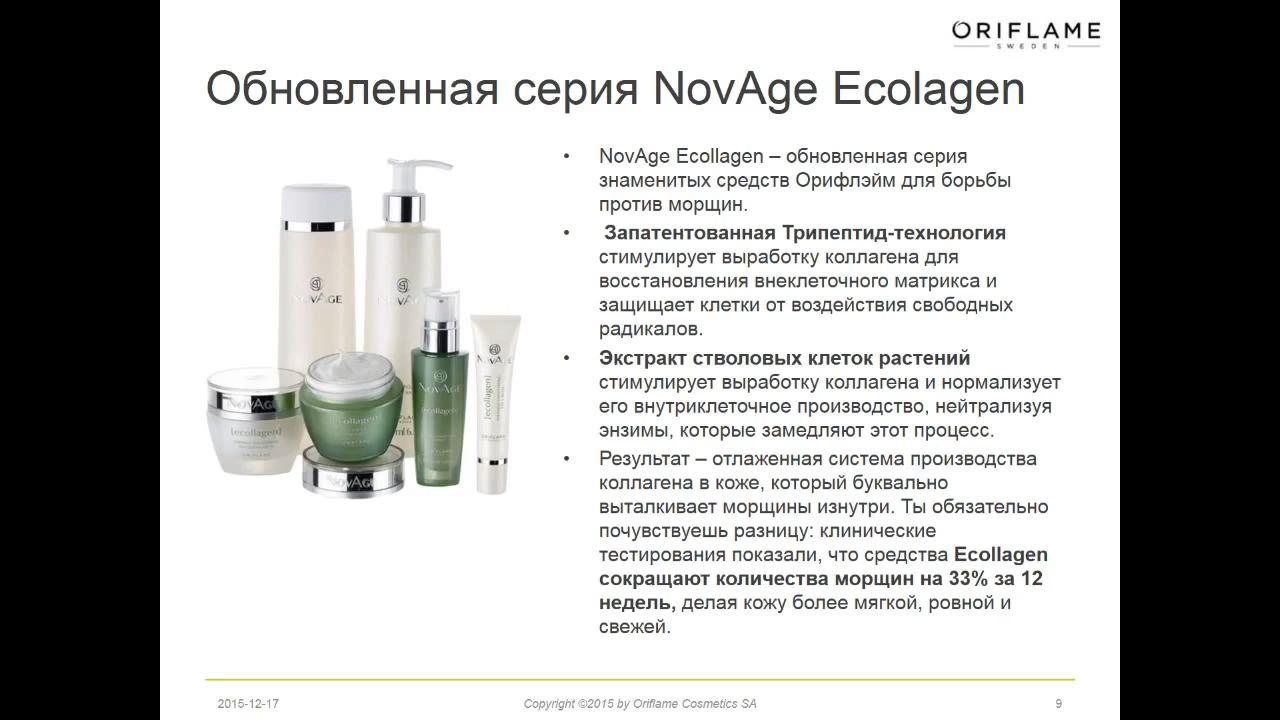 ORIFLAME
SWEDEN
Обновленная серия NovAge Ecolagen
• NovAge Ecollagen – обновленная серия
знаменитых средств Орифлэйм для борьбы
против морщин.
• Запатентованная Трипептид-технология
стимулирует выработку коллагена для
восстановления внеклеточного матрикса и
защищает клетки от воздействия свободных
радикалов.
• Экстракт стволовых клеток растений
стимулирует выработку коллагена и нормализует
его внутриклеточное производство, нейтрализуя
энзимы, которые замедляют этот процесс.
• Результат – отлаженная система производства
коллагена в коже, который буквально
выталкивает морщины изнутри. Ты обязательно
почувствуешь разницу: клинические
тестирования показали, что средства Ecollagen
сокращают количества морщин на 33% за 12
недель, делая кожу более мягкой, ровной и
свежей.
NOVAGE
NOVAGE
NOVAGE
[ecollagen]
NOVAGE
[ecollagen]
NOVAGE
[ecollagen]
[ecollagen]
NOVAGE
2015-12-17
Copyright ©2015 by Oriflame Cosmetics SA
9